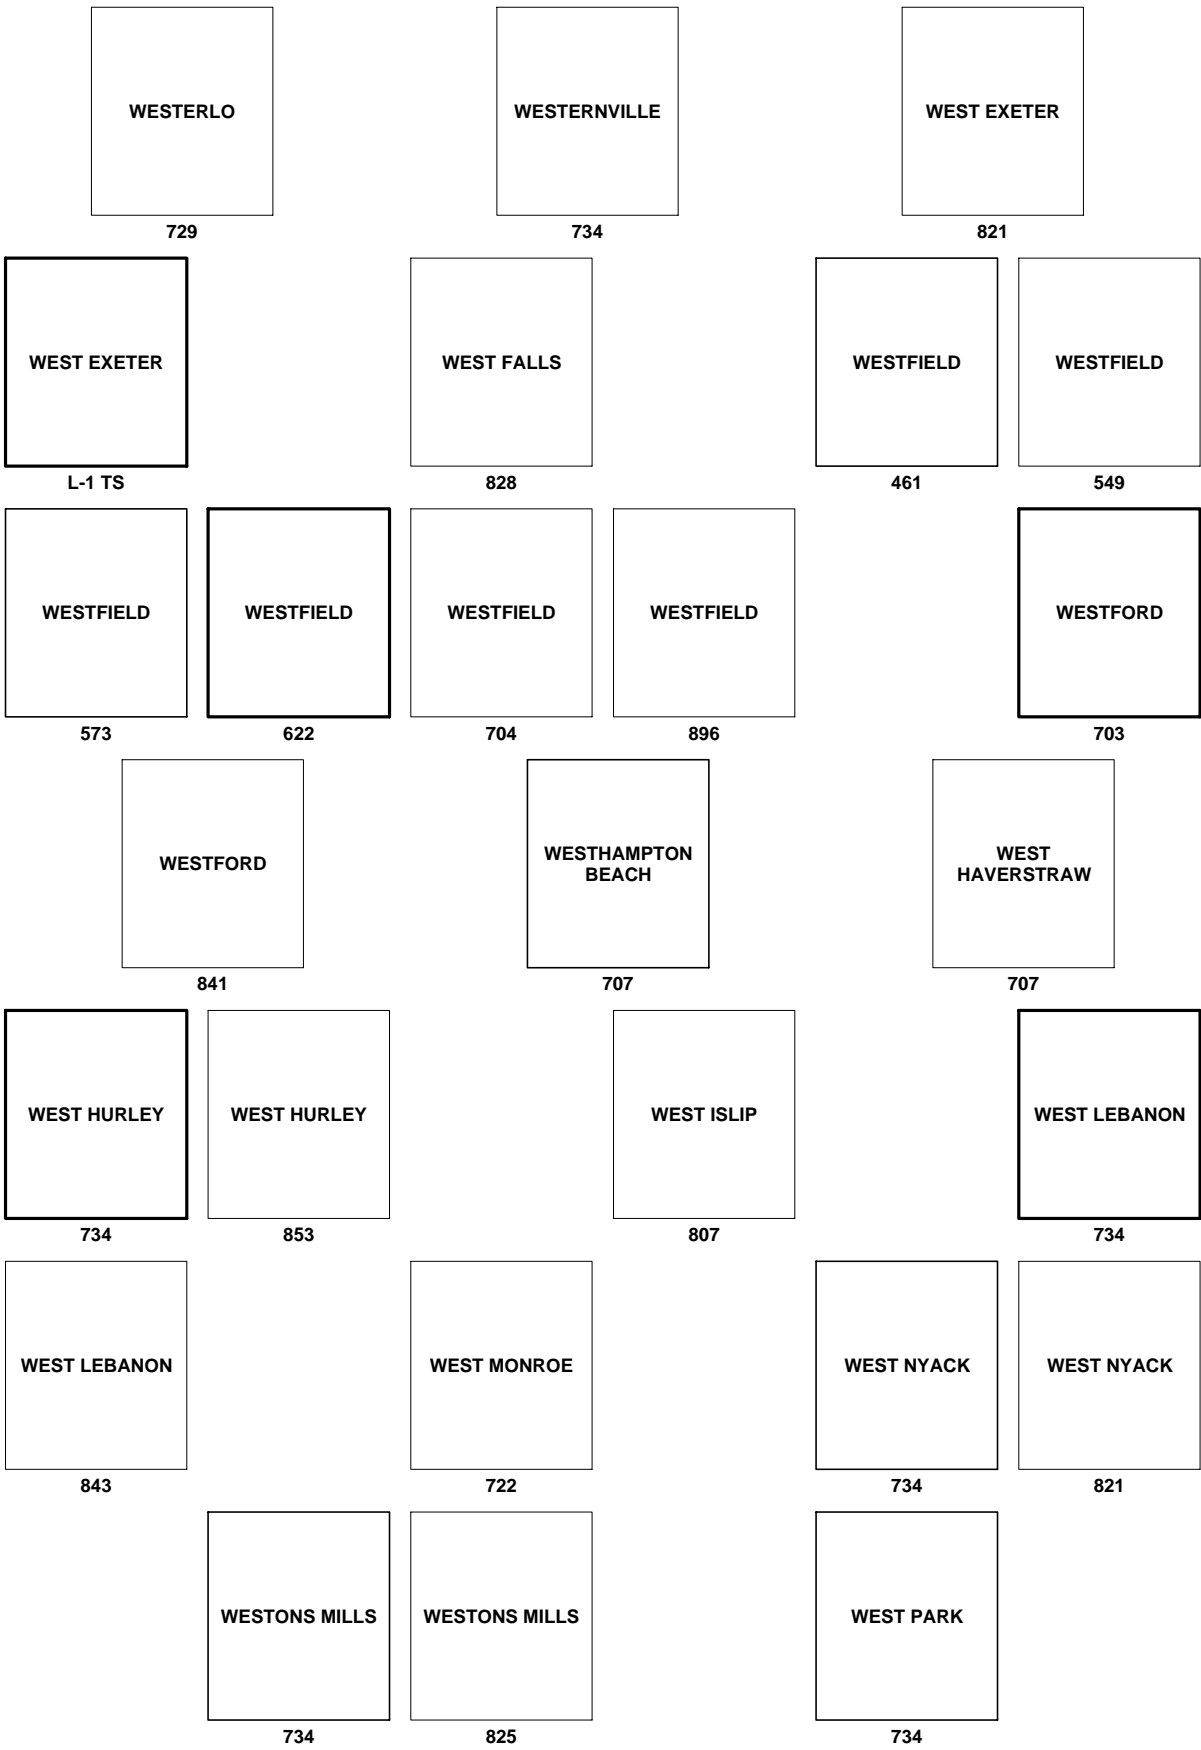 WESTERLO
729
WESTERNVILLE
734
WEST EXETER
821
WEST EXETER
L-1 TS
WEST FALLS
828
WESTFIELD
461
WESTFIELD
549
WESTFIELD
573
WESTFIELD
622
WESTFIELD
704
WESTFIELD
896
WESTFORD
703
WESTFORD
841
WESTHAMPTON
BEACH
707
WEST
HAVERSTRAW
707
WEST HURLEY
734
WEST HURLEY
853
WEST ISLIP
807
WEST LEBANON
734
WEST LEBANON
843
WEST MONROE
722
WEST NYACK
734
WEST NYACK
821
WESTONS MILLS
734
WESTONS MILLS
825
WEST PARK
734